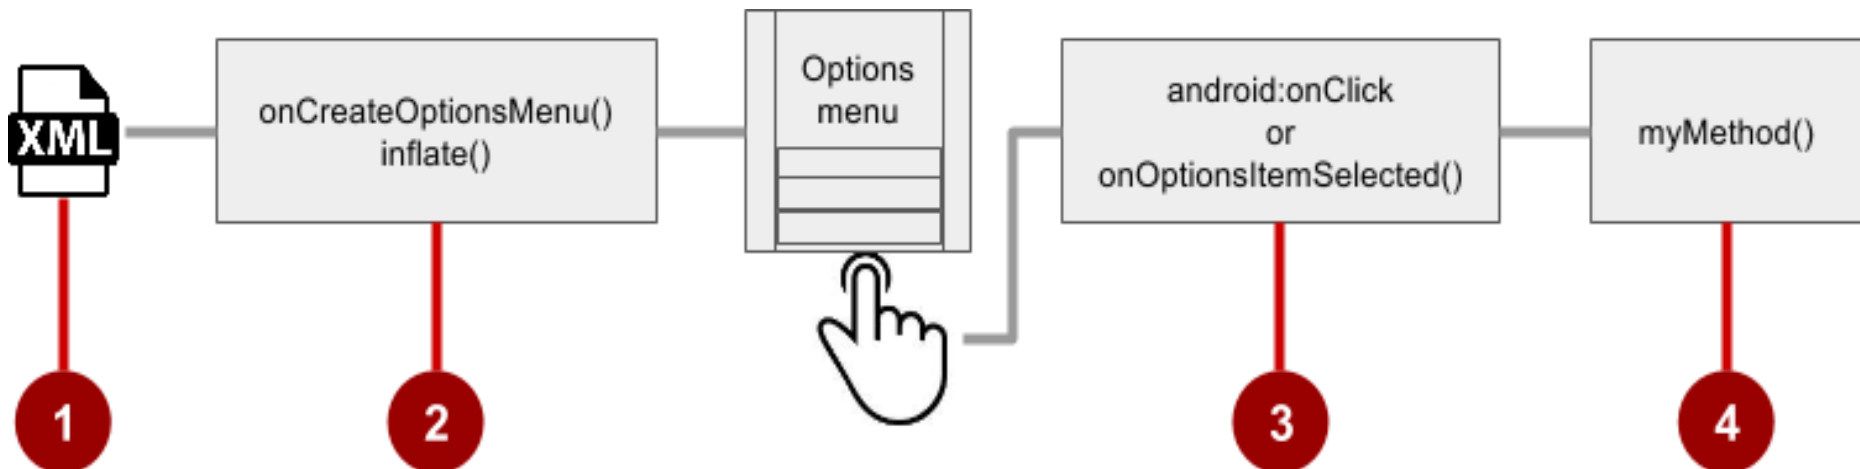 XML
onCreateOptionsMenu()
inflate()
Options
menu
android:onClick
or
onOptionsItemSelected()
myMethod()
1
2
3
4